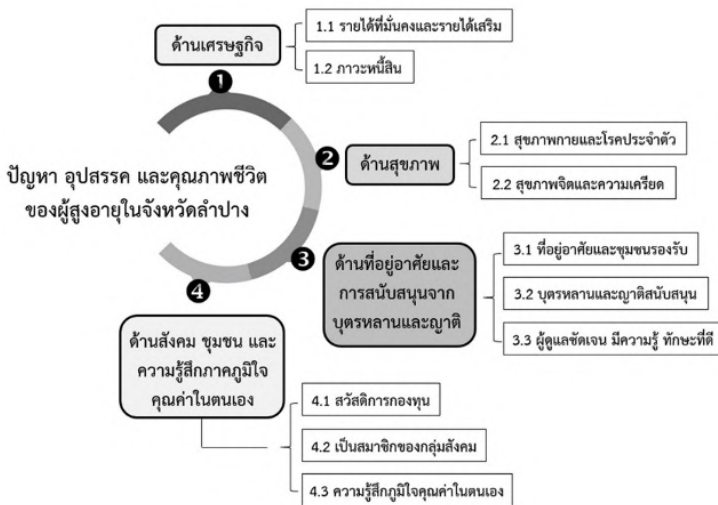 ด้านเศรษฐกิจ
1.1 รายได้ที่มั่นคงและรายได้เสริม
1.2 ภาวะหนี้สิน
1
ปัญหา อุปสรรค และคุณภาพชีวิต
ของผู้สูงอายุในจังหวัดลำปาง
2
ด้านสุขภาพ
2.1 สุขภาพกายและโรคประจำตัว
2.2 สุขภาพจิตและความเครียด
3
ด้านที่อยู่อาศัยและ
การสนับสนุนจาก
บุตรหลานและญาติ
3.1 ที่อยู่อาศัยและชุมชนรองรับ
3.2 บุตรหลานและญาติสนับสนุน
3.3 ผู้ดูแลชัดเจน มีความรู้ ทักษะที่ดี
4
ด้านสังคม ชุมชน และ
ความรู้สึกภาคภูมิใจ
คุณค่าในตนเอง
4.1 สวัสดิการกองทุน
4.2 เป็นสมาชิกของกลุ่มสังคม
4.3 ความรู้สึกภูมิใจคุณค่าในตนเอง